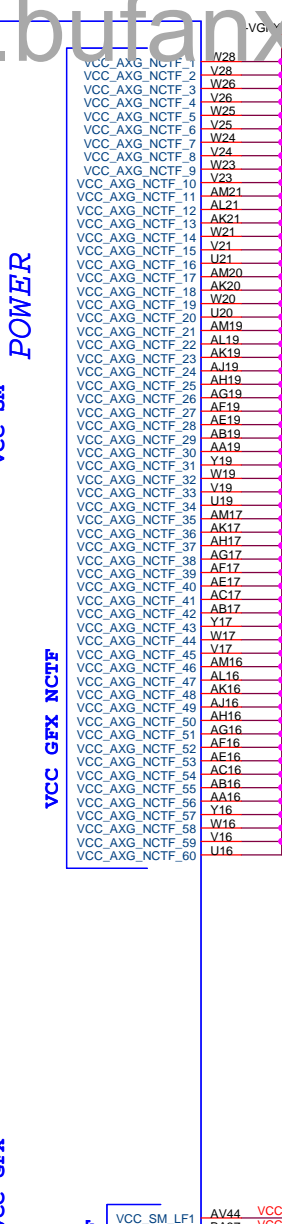 .bufanx
VCC_AXG_NCTF_1 W28
VCC_AXG_NCTF_2 V28
VCC_AXG_NCTF_3 W26
VCC_AXG_NCTF_4 V26
VCC_AXG_NCTF_5 W25
VCC_AXG_NCTF_6 V25
VCC_AXG_NCTF_7 W24
VCC_AXG_NCTF_8 V24
VCC_AXG_NCTF_9 W23
VCC_AXG_NCTF_10 V23
VCC_AXG_NCTF_11 AM21
VCC_AXG_NCTF_12 AL21
VCC_AXG_NCTF_13 AK21
VCC_AXG_NCTF_14 W21
VCC_AXG_NCTF_15 V21
VCC_AXG_NCTF_16 U21
VCC_AXG_NCTF_17 AM20
VCC_AXG_NCTF_18 AK20
VCC_AXG_NCTF_19 W20
VCC_AXG_NCTF_20 U20
VCC_AXG_NCTF_21 AM19
VCC_AXG_NCTF_22 AL19
VCC_AXG_NCTF_23 AK19
VCC_AXG_NCTF_24 AJ19
VCC_AXG_NCTF_25 AH19
VCC_AXG_NCTF_26 AG19
VCC_AXG_NCTF_27 AF19
VCC_AXG_NCTF_28 AE19
VCC_AXG_NCTF_29 AB19
VCC_AXG_NCTF_30 AA19
VCC_AXG_NCTF_31 Y19
VCC_AXG_NCTF_32 W19
VCC_AXG_NCTF_33 V19
VCC_AXG_NCTF_34 U19
VCC_AXG_NCTF_35 AM17
VCC_AXG_NCTF_36 AK17
VCC_AXG_NCTF_37 AH17
VCC_AXG_NCTF_38 AG17
VCC_AXG_NCTF_39 AF17
VCC_AXG_NCTF_40 AE17
VCC_AXG_NCTF_41 AC17
VCC_AXG_NCTF_42 AB17
VCC_AXG_NCTF_43 Y17
VCC_AXG_NCTF_44 W17
VCC_AXG_NCTF_45 V17
VCC_AXG_NCTF_46 AM16
VCC_AXG_NCTF_47 AL16
VCC_AXG_NCTF_48 AK16
VCC_AXG_NCTF_49 AJ16
VCC_AXG_NCTF_50 AH16
VCC_AXG_NCTF_51 AG16
VCC_AXG_NCTF_52 AF16
VCC_AXG_NCTF_53 AE16
VCC_AXG_NCTF_54 AC16
VCC_AXG_NCTF_55 AB16
VCC_AXG_NCTF_56 AA16
VCC_AXG_NCTF_57 Y16
VCC_AXG_NCTF_58 W16
VCC_AXG_NCTF_59 V16
VCC_AXG_NCTF_60 U16
POWER
VCC GFX NCTF
VCC_SM_LF1 AV44 VCC